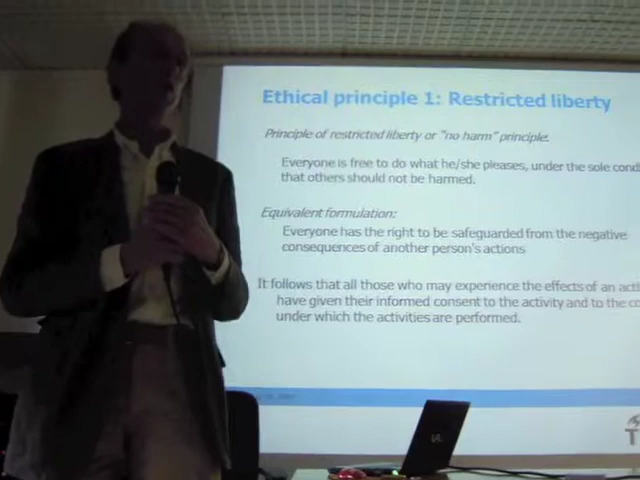 Ethical principle 1: Restricted liberty
Principle of restricted liberty or "no harm" principle.
Everyone is free to do what he/she pleases, under the sole
that others should not be harmed.
Equivalent formulation:
Everyone has the right to be safeguarded from the negative
consequences of another person's actions
It follows that all those who may experience the effects of an
have given their informed consent to the activity and to the
under which the activities are performed.
T